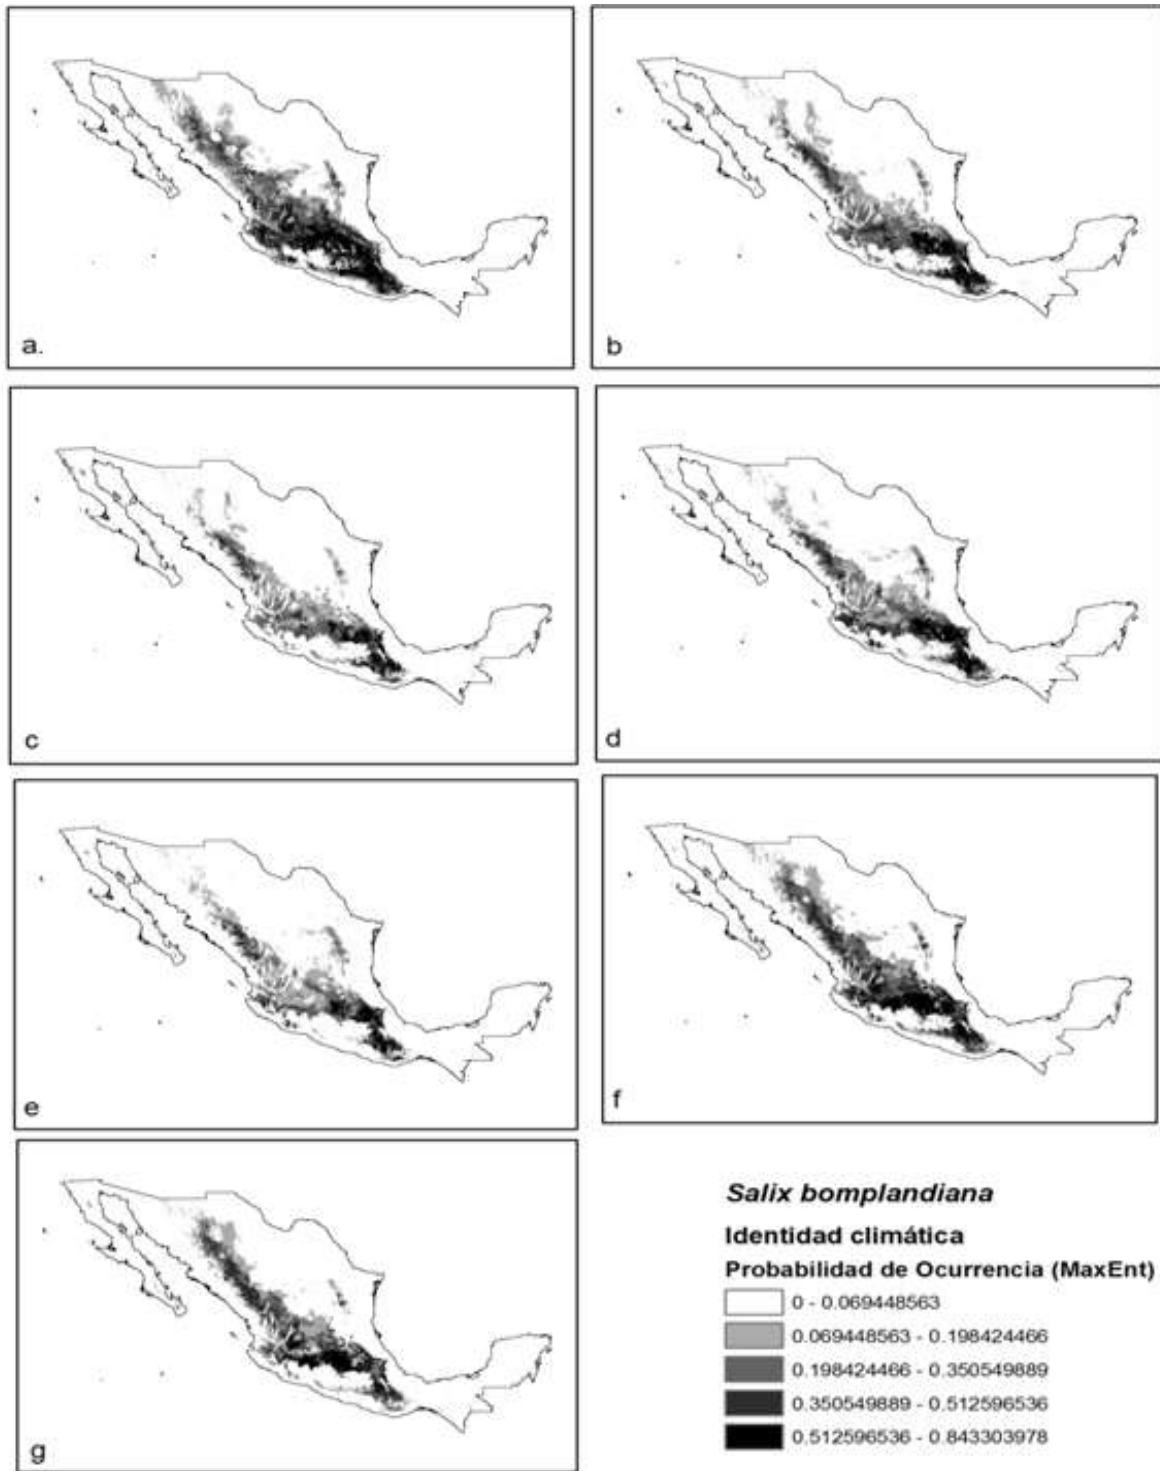 a.
b
c
d
e
f
g
Salix bomplandiana
Identidad climática
Probabilidad de Ocurrencia (MaxEnt)
0 - 0.069448563
0.069448563 - 0.198424466
0.198424466 - 0.350549889
0.350549889 - 0.512596536
0.512596536 - 0.843303978